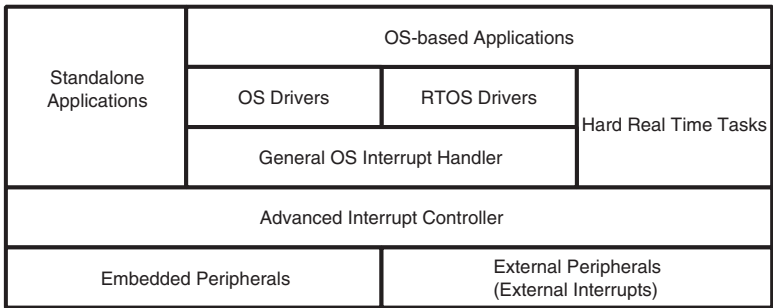 OS-based Applications
Standalone
Applications
OS Drivers
RTOS Drivers
Hard Real Time Tasks
General OS Interrupt Handler
Advanced Interrupt Controller
Embedded Peripherals
External Peripherals
(External Interrupts)